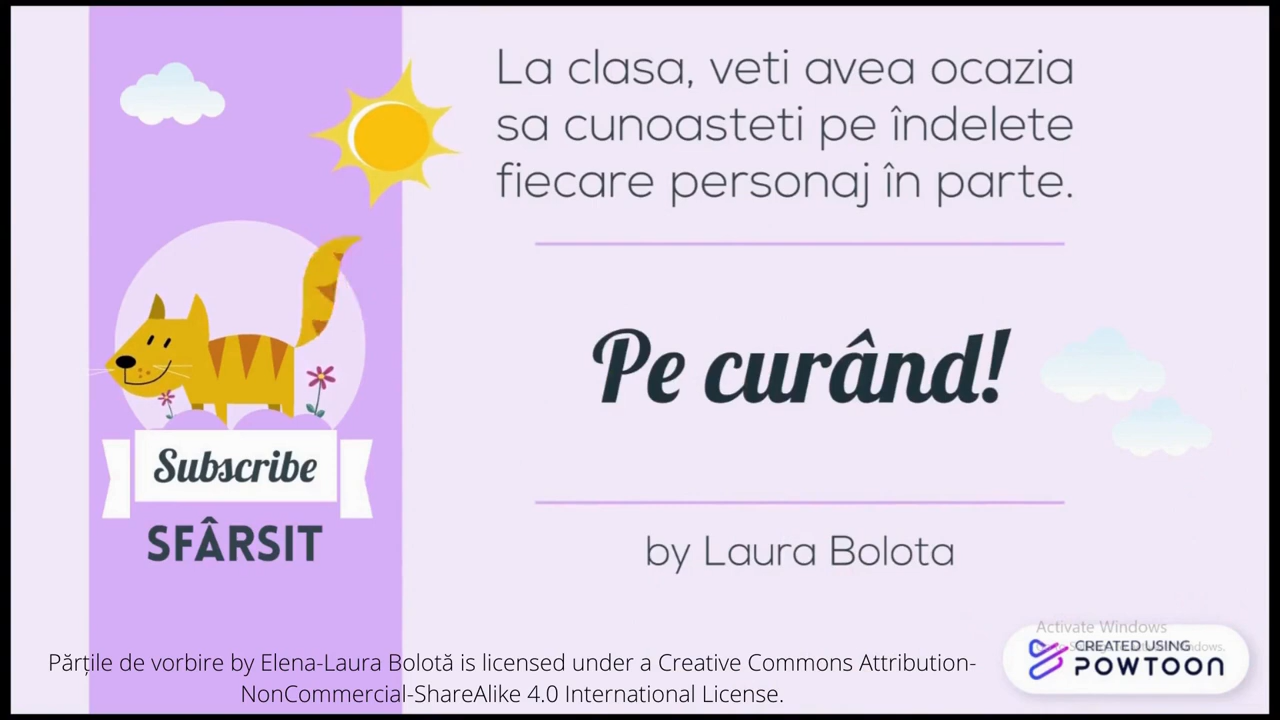 La clasa, veti avea ocazia
sa cunoasteti pe îndelete
fiecare personaj în parte.
Pe curând!
Subscribe
SFÂRSIT
by Laura Bolota
Activate Windows
CREATED USING
POWTOON
Părțile de vorbire by Elena-Laura Bolotă is licensed under a Creative Commons Attribution-
NonCommercial-ShareAlike 4.0 International License.